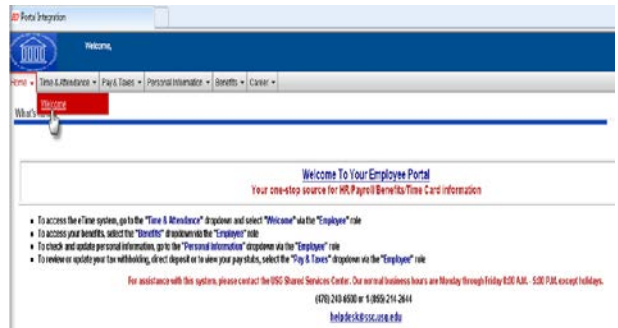 Portal Integration
Welcome,
Home Time & Attendance Pay & Taxes Personal Information Benefits Career
Welcome
What's
Welcome To Your Employee Portal
Your one-stop source for HR/Payroll/Benefits/Time Card information
To access the eTime system, go to the "Time & Attendance" dropdown and select "Welcome" via the "Employee" role
To access your benefits, select the "Benefits" dropdown via the "Employee" role
To check and update personal information, go to the "Personal Information" dropdown via the "Employee" role
To review or update your tax withholding, direct deposit or to view your pay stubs, select the "Pay & Taxes" dropdown via the "Employee" role
For assistance with this system, please contact the USG Shared Services Center. Our normal business hours are Monday through Friday 8:00 A.M. - 5:00 P.M. except holidays.
(478) 240-6500 or 1-(855)-214-2644
helpdesk@ssc.usg.edu